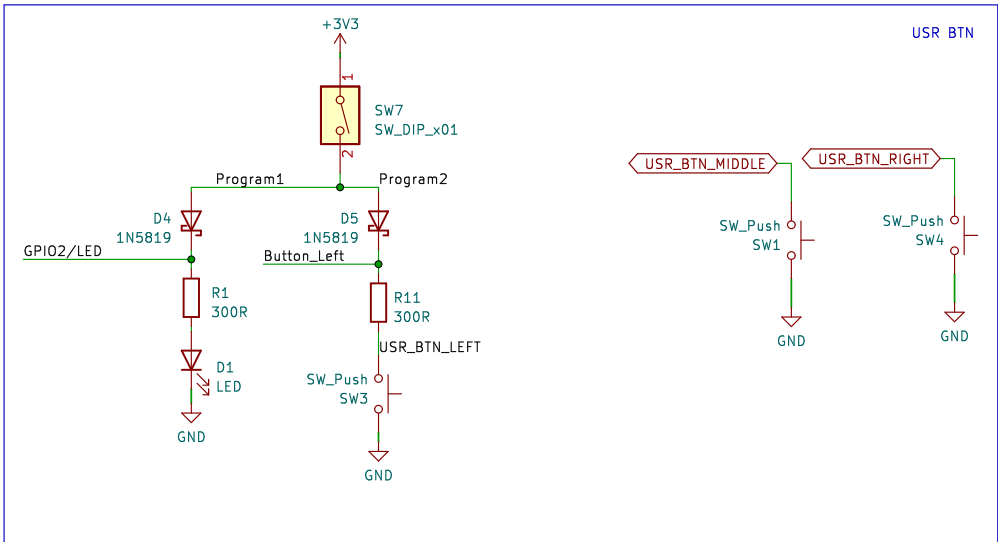 +3V3
USR BTN
1
SW7
SW_DIP_x01
2
Program1
Program2
USR_BTN_MIDDLE
USR_BTN_RIGHT
D4
1N5819
D5
1N5819
SW_Push
SW1
SW_Push
SW4
GPIO2/LED
Button_Left
R1
300R
R11
300R
GND
GND
USR_BTN_LEFT
D1
LED
SW_Push
SW3
GND
GND